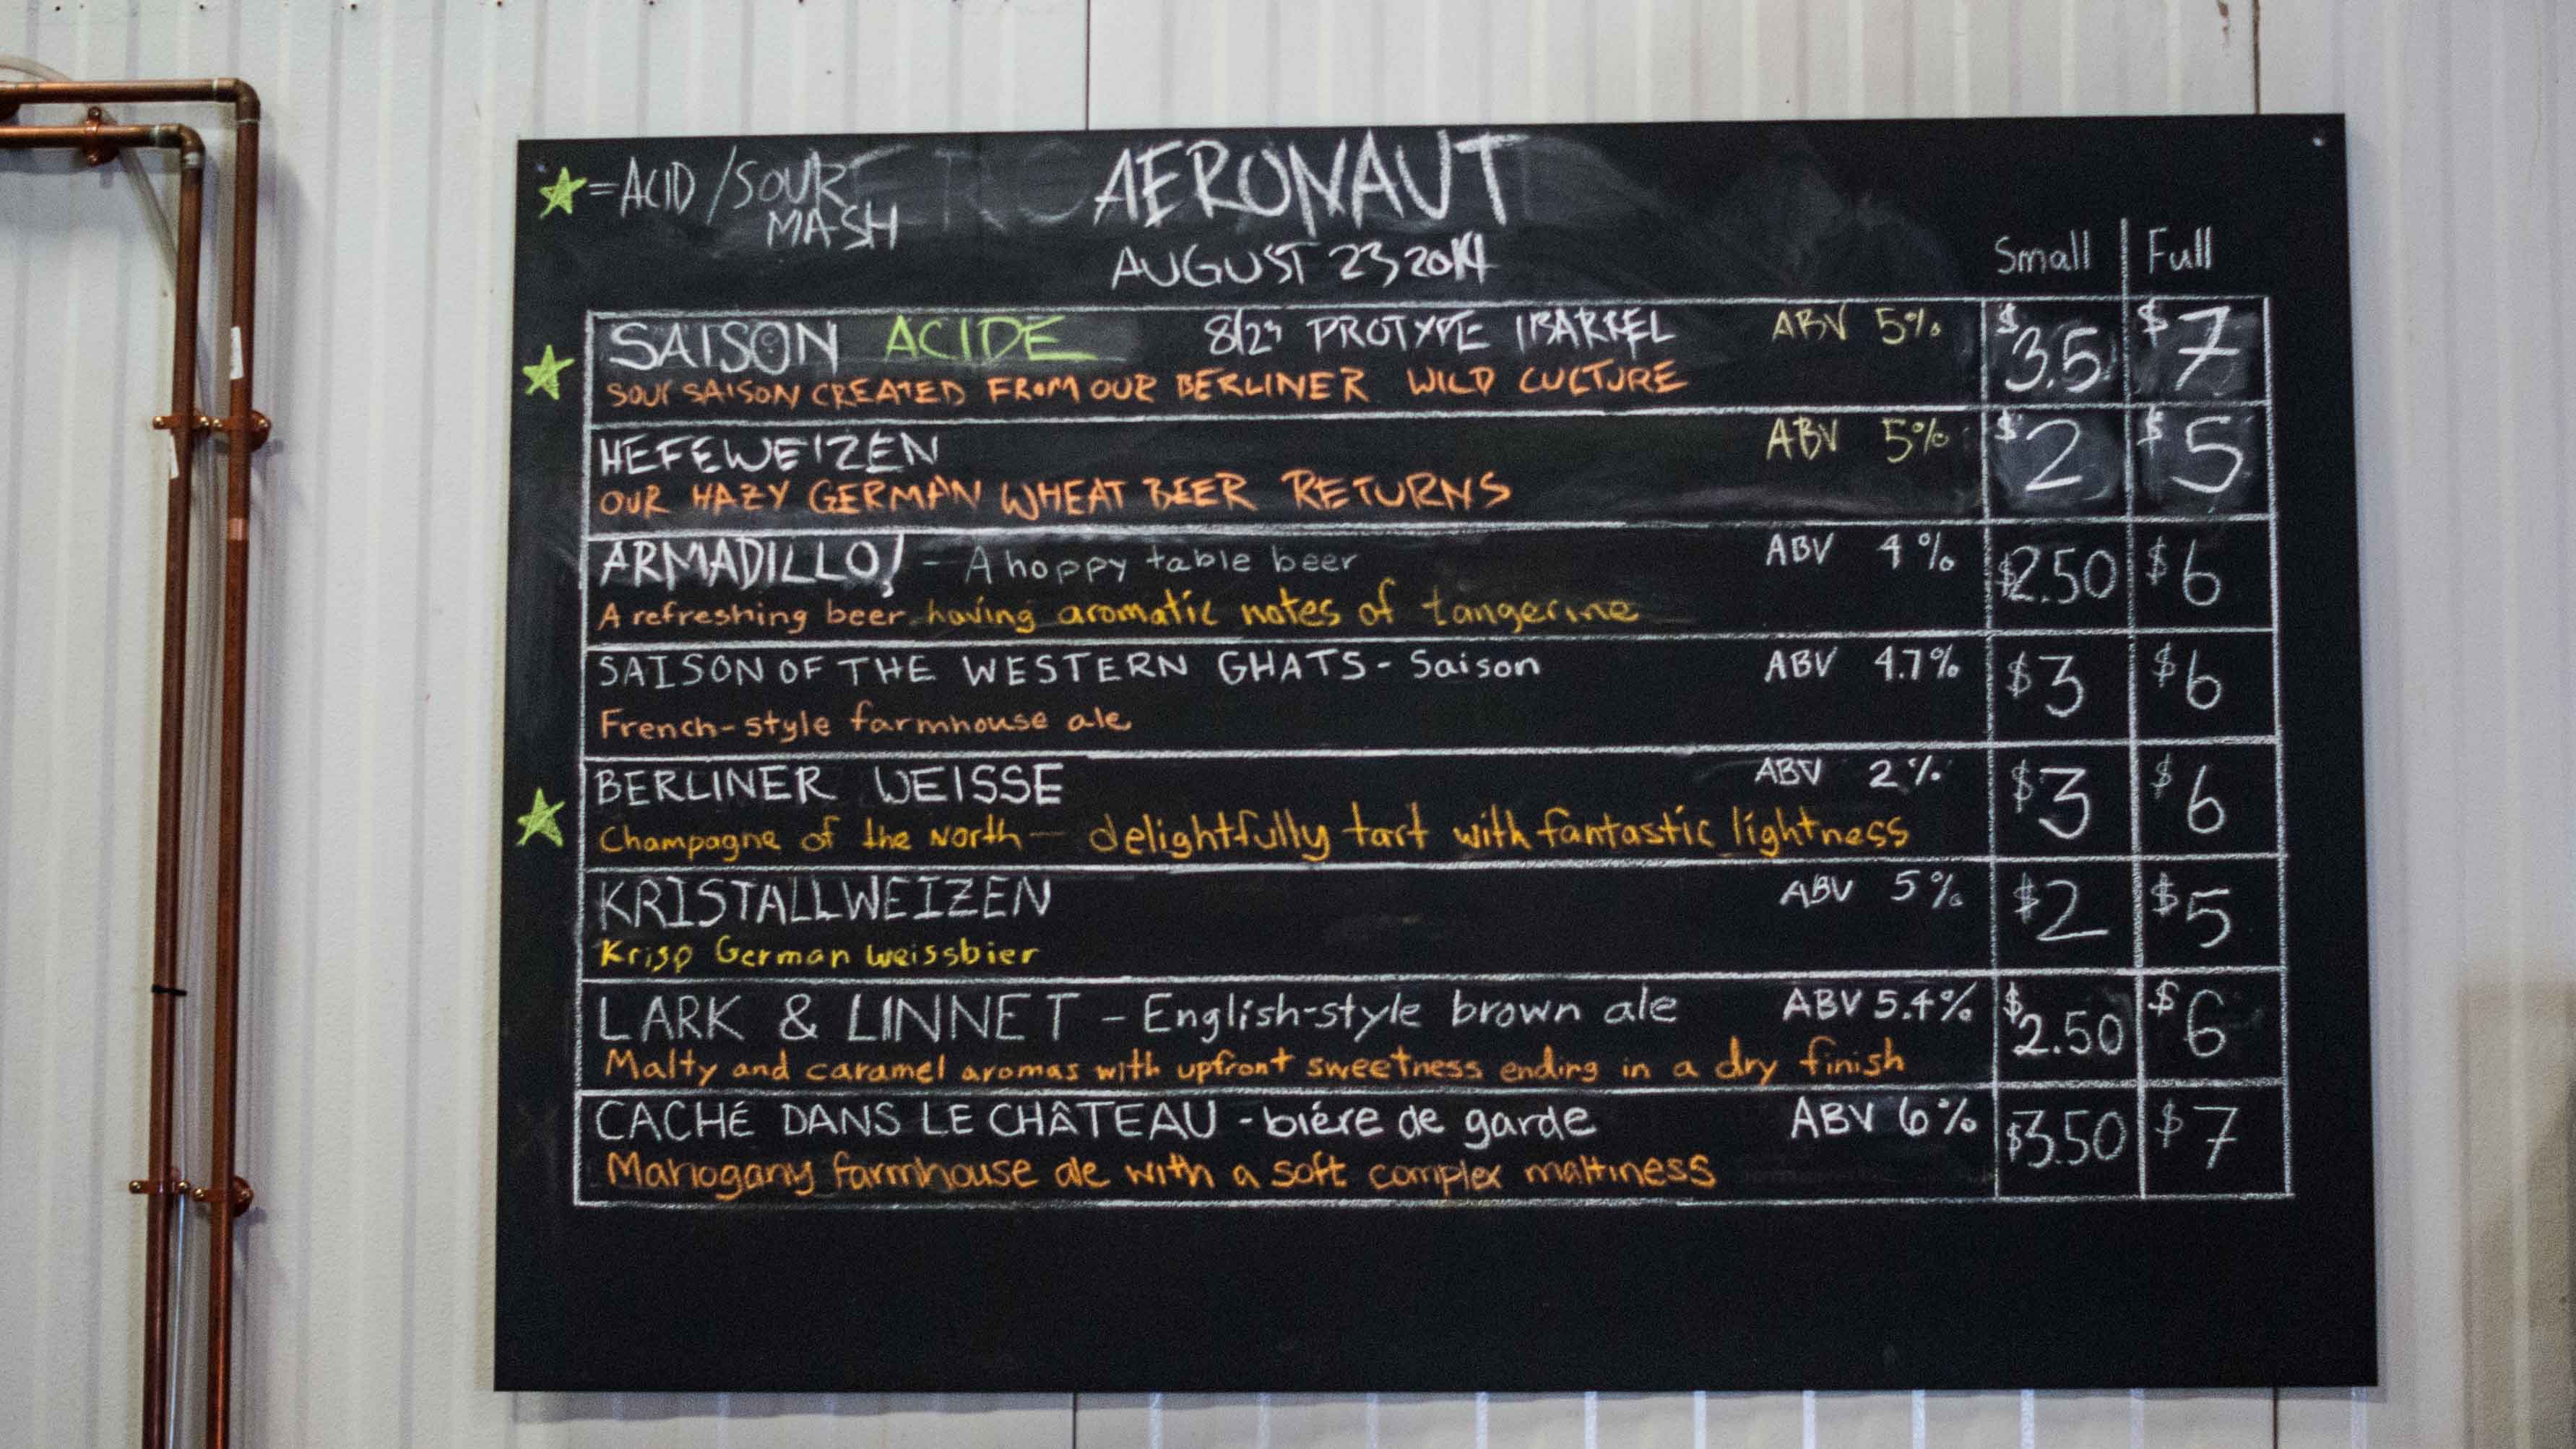 ★=ACID/SOUR
MASH
AERONAUT
AUGUST 23 2014
Small Full
SAISON ACIDE 8/23 PROTYPE 1 BARREL ABV 5% $3.5 $7
SOUR SAISON CREATED FROM OUR BERLINER WILD CULTURE
HEFEWEIZEN ABV 5% $2 $5
OUR HAZY GERMAN WHEAT BEER RETURNS
ARMADILLO! - A hoppy table beer ABV 4% $2.50 $6
A refreshing beer having aromatic notes of tangerine
SAISON OF THE WESTERN GHATS - Saison ABV 4.7% $3 $6
French-style farmhouse ale
BERLINER WEISSE ABV 2% $3 $6
Champagne of the North — delightfully tart with fantastic lightness
KRISTALLWEIZEN ABV 5% $2 $5
Krisp German Weissbier
LARK & LINNET - English-style brown ale ABV 5.4% $2.50 $6
Malty and caramel aromas with upfront sweetness ending in a dry finish
CACHÉ DANS LE CHÂTEAU - biére de garde ABV 6% $3.50 $7
Mahogany farmhouse ale with a soft complex maltiness